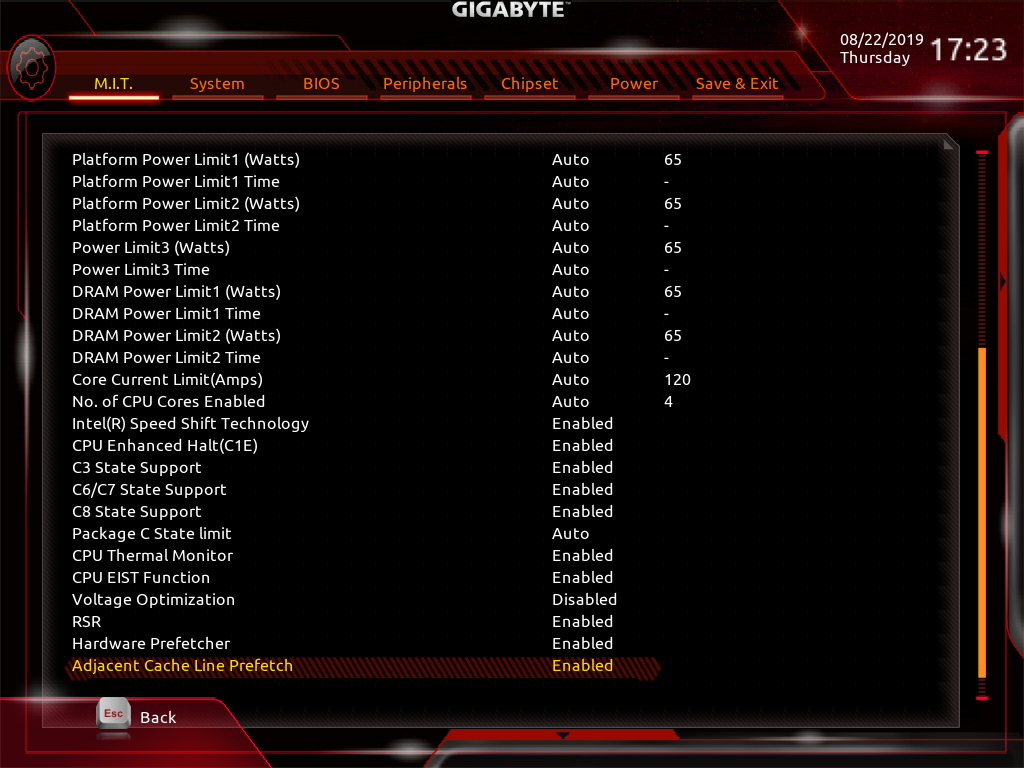 GIGABYTE™
08/22/2019 17:23
Thursday
M.I.T. System BIOS Peripherals Chipset Power Save & Exit
Platform Power Limit1 (Watts) Auto 65
Platform Power Limit1 Time Auto -
Platform Power Limit2 (Watts) Auto 65
Platform Power Limit2 Time Auto -
Power Limit3 (Watts) Auto 65
Power Limit3 Time Auto -
DRAM Power Limit1 (Watts) Auto 65
DRAM Power Limit1 Time Auto -
DRAM Power Limit2 (Watts) Auto 65
DRAM Power Limit2 Time Auto -
Core Current Limit(Amps) Auto 120
No. of CPU Cores Enabled Auto 4
Intel(R) Speed Shift Technology Enabled
CPU Enhanced Halt(C1E) Enabled
C3 State Support Enabled
C6/C7 State Support Enabled
C8 State Support Enabled
Package C State limit Auto
CPU Thermal Monitor Enabled
CPU EIST Function Enabled
Voltage Optimization Disabled
RSR Enabled
Hardware Prefetcher Enabled
Adjacent Cache Line Prefetch Enabled
Esc Back